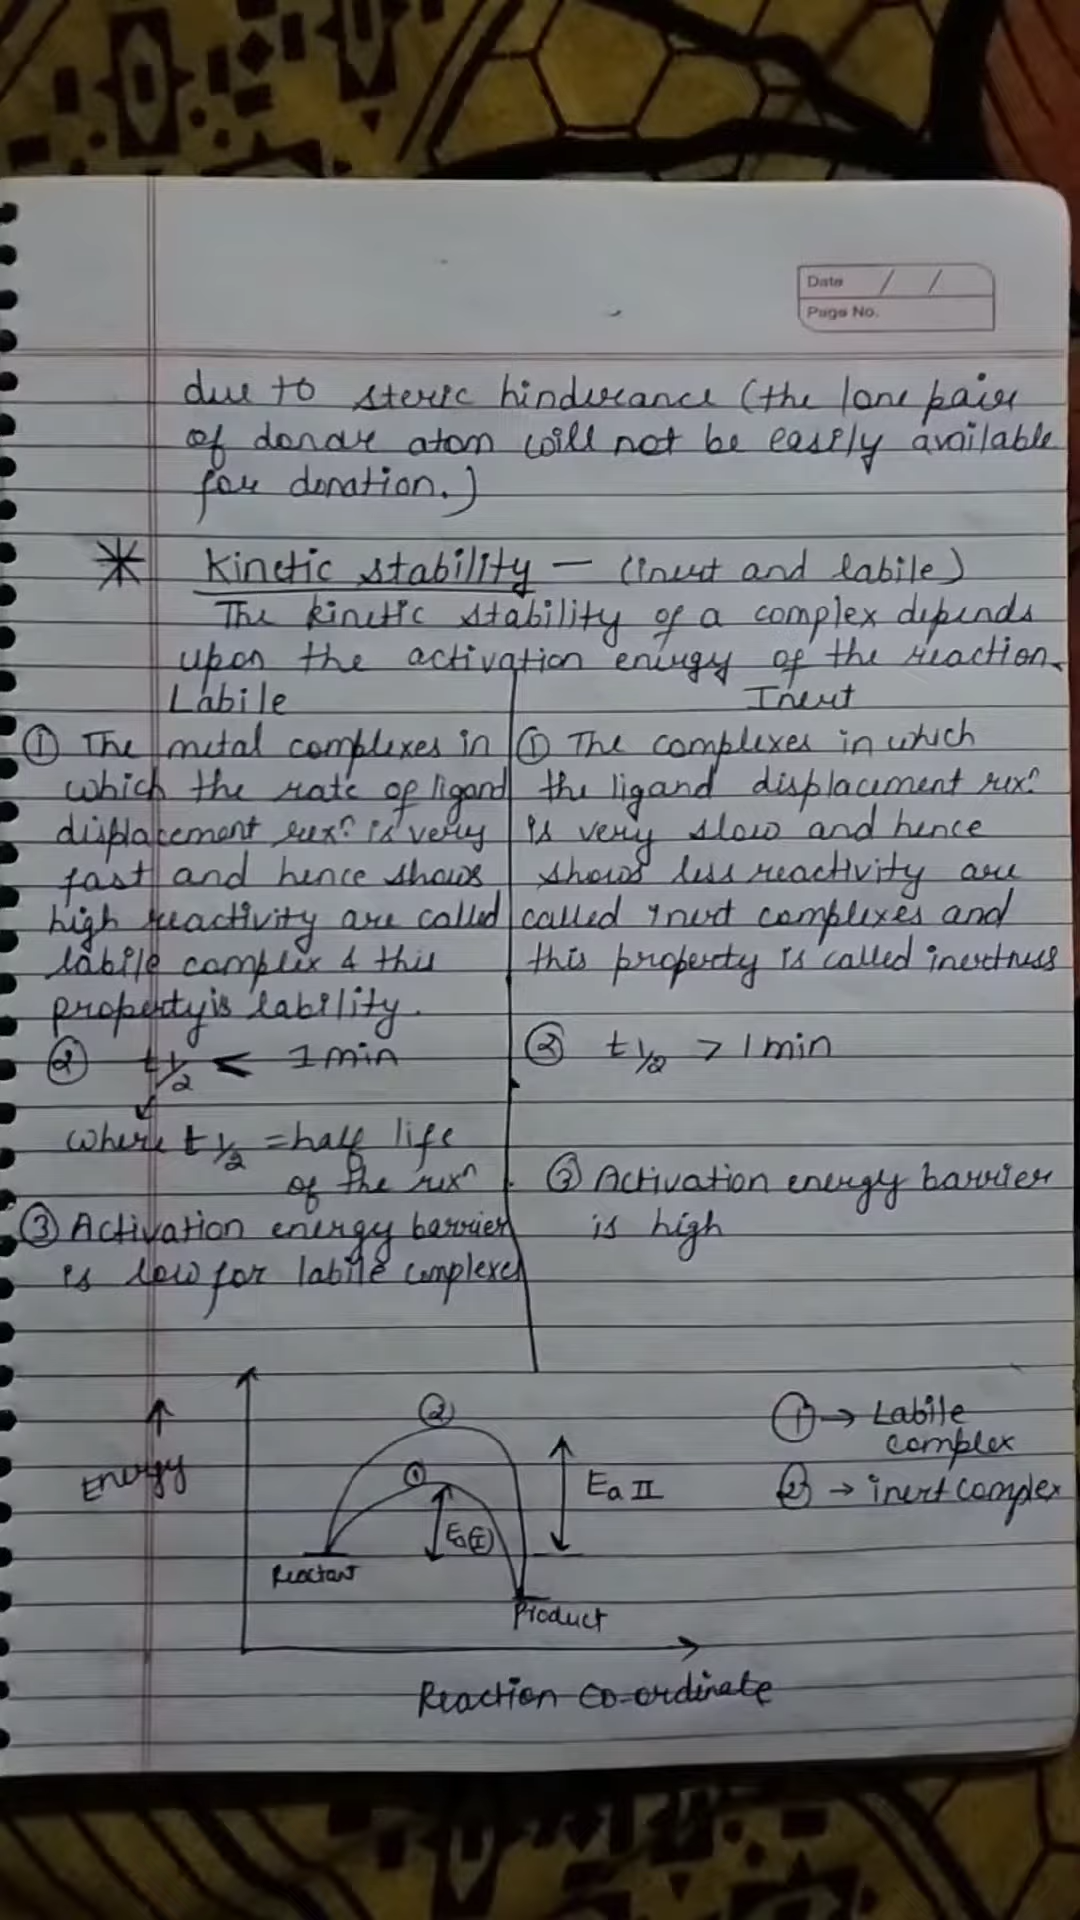 Date / /
Page No.
due to steric hinderance (the lone pair
of donor atom will not be easily available
for donation.)
* Kinetic stability — (inert and labile)
The kinetic stability of a complex depends
upon the activation energy of the reaction.
Labile
① The metal complexes in
which the rate of ligand
displacement rxⁿ is very
fast and hence shows
high reactivity are called
labile complex & this
property is lability.
② t½ < 1 min
where t½ = half life
of the rxⁿ
③ Activation energy barrier
is low for labile complexes
Inert
① The complexes in which
the ligand displacement rxⁿ
is very slow and hence
shows less reactivity are
called inert complexes and
this property is called inertness
② t½ > 1 min
③ Activation energy barrier
is high
Energy
②
①
Ea(I)
Ea II
Reactant
Product
Reaction co-ordinate
① → Labile
complex
② → inert complex